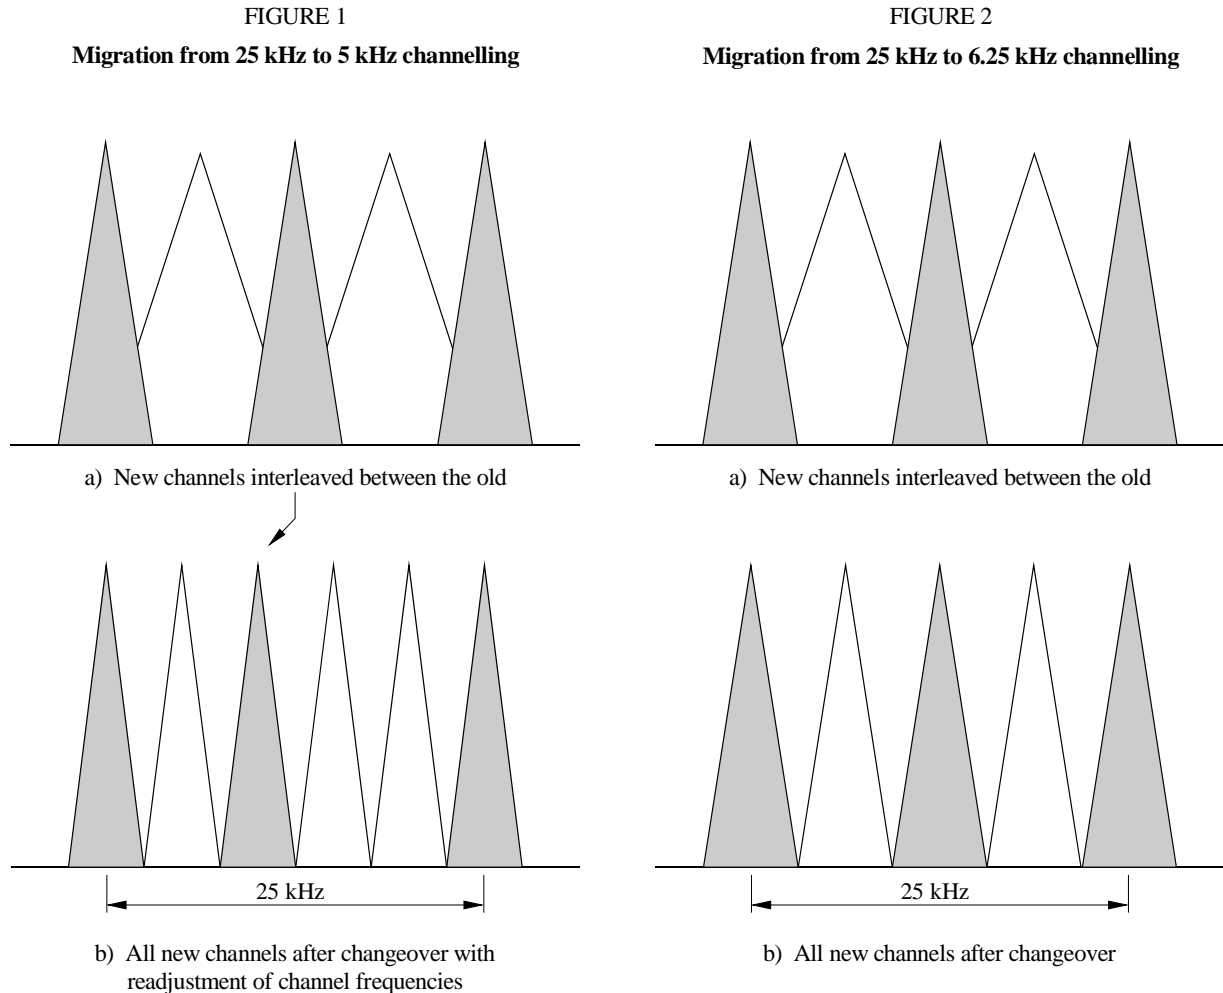 FIGURE 1
Migration from 25 kHz to 5 kHz channelling
a) New channels interleaved between the old
25 kHz
b) All new channels after changeover with
readjustment of channel frequencies
FIGURE 2
Migration from 25 kHz to 6.25 kHz channelling
a) New channels interleaved between the old
25 kHz
b) All new channels after changeover